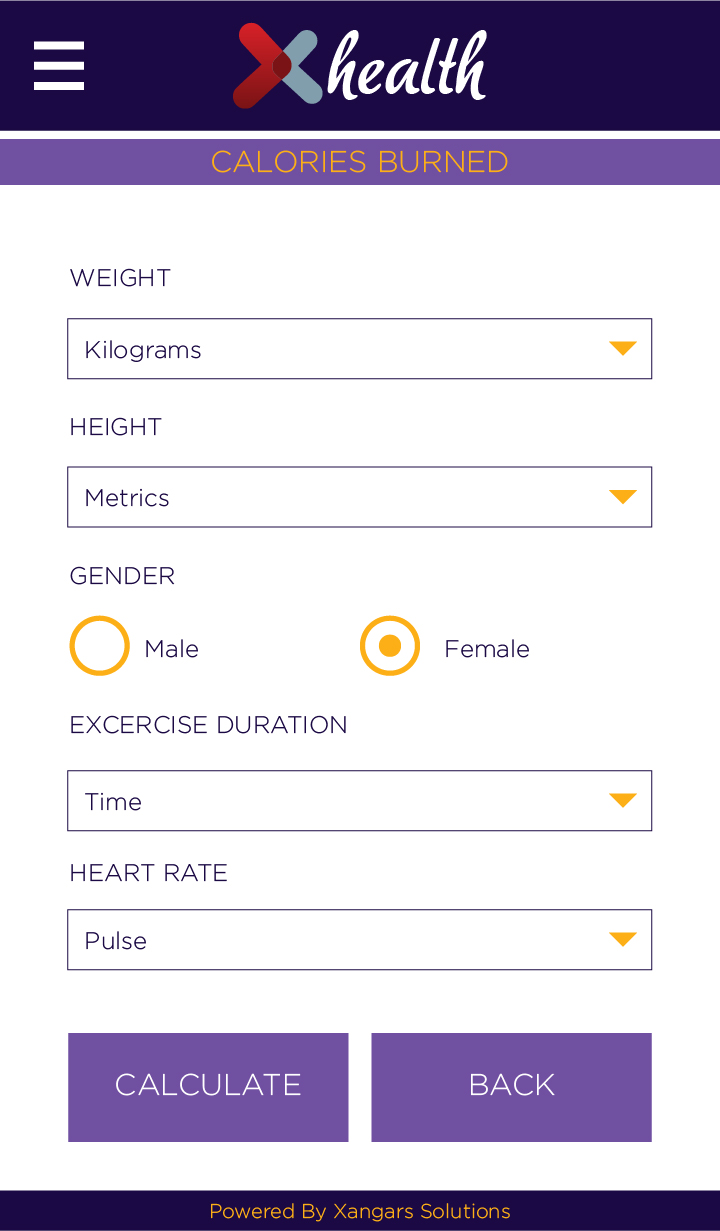 Xhealth
CALORIES BURNED
WEIGHT
Kilograms
HEIGHT
Metrics
GENDER
Male Female
EXCERCISE DURATION
Time
HEART RATE
Pulse
CALCULATE BACK
Powered By Xangars Solutions